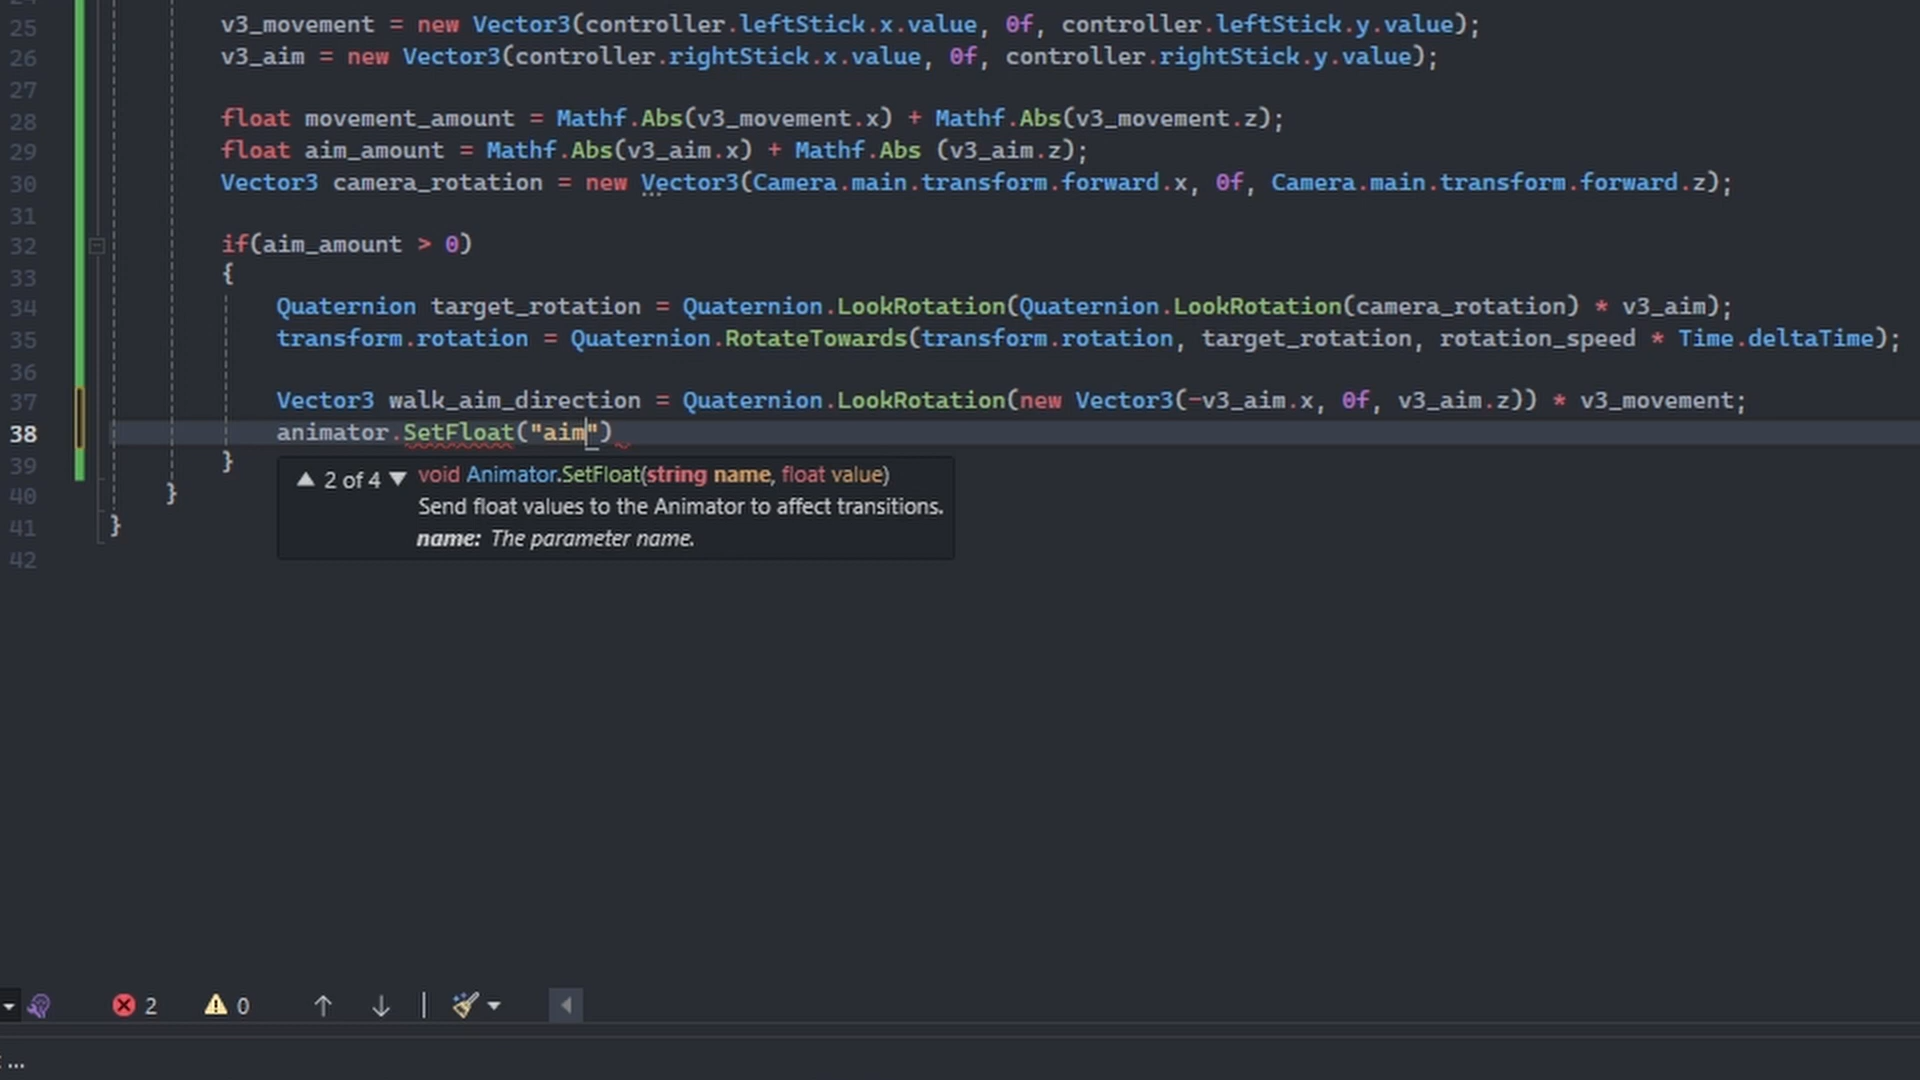 25 v3_movement = new Vector3(controller.leftStick.x.value, 0f, controller.leftStick.y.value);
26 v3_aim = new Vector3(controller.rightStick.x.value, 0f, controller.rightStick.y.value);
27
28 float movement_amount = Mathf.Abs(v3_movement.x) + Mathf.Abs(v3_movement.z);
29 float aim_amount = Mathf.Abs(v3_aim.x) + Mathf.Abs (v3_aim.z);
30 Vector3 camera_rotation = new Vector3(Camera.main.transform.forward.x, 0f, Camera.main.transform.forward.z);
31
32 if(aim_amount > 0)
33 {
34 Quaternion target_rotation = Quaternion.LookRotation(Quaternion.LookRotation(camera_rotation) * v3_aim);
35 transform.rotation = Quaternion.RotateTowards(transform.rotation, target_rotation, rotation_speed * Time.deltaTime);
36
37 Vector3 walk_aim_direction = Quaternion.LookRotation(new Vector3(-v3_aim.x, 0f, v3_aim.z)) * v3_movement;
38 animator.SetFloat("aim")
39 }
▲ 2 of 4 ▼ void Animator.SetFloat(string name, float value)
Send float values to the Animator to affect transitions.
name: The parameter name.
40 }
41 }
42
2 0
...